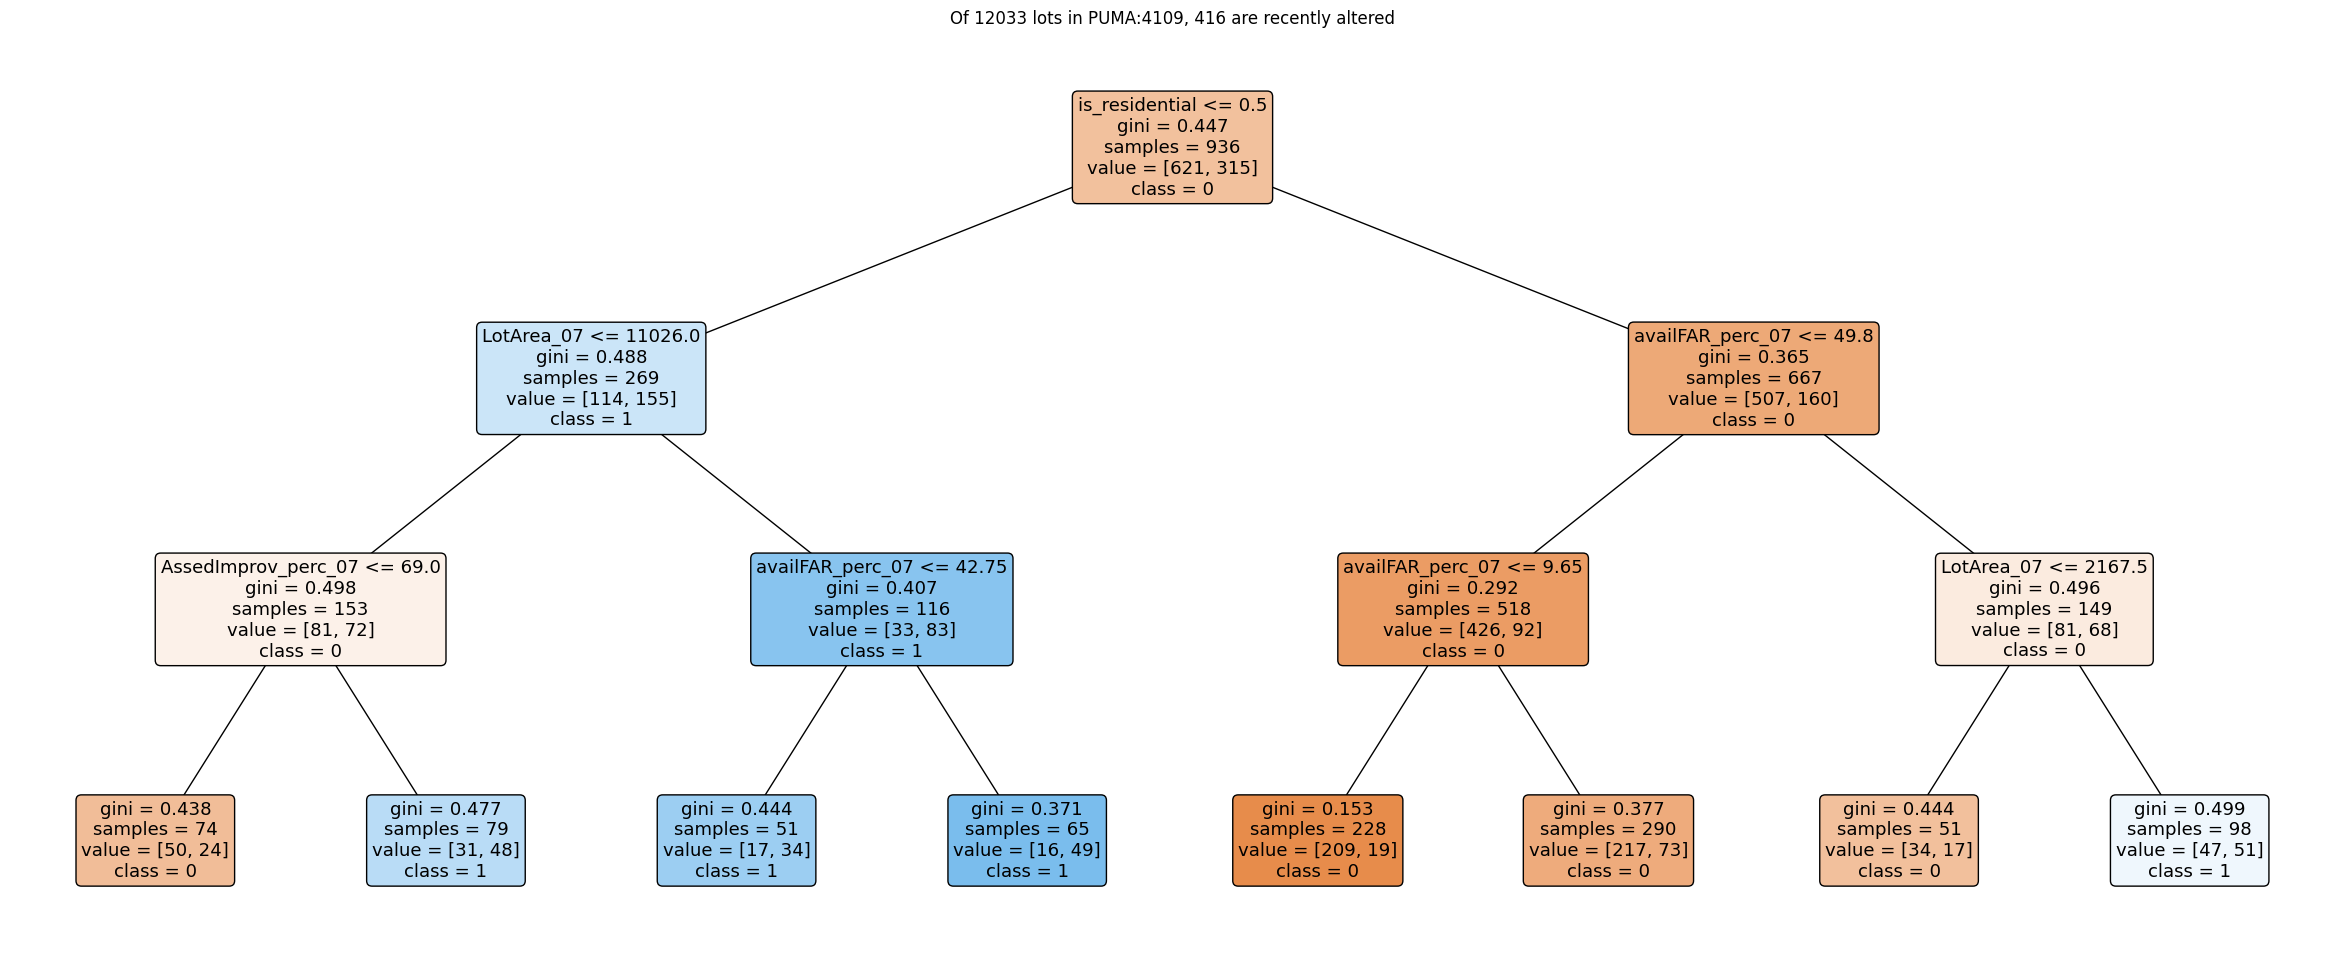 Of 12033 lots in PUMA:4109, 416 are recently altered
is_residential <= 0.5
gini = 0.447
samples = 936
value = [621, 315]
class = 0
LotArea_07 <= 11026.0
gini = 0.488
samples = 269
value = [114, 155]
class = 1
availFAR_perc_07 <= 49.8
gini = 0.365
samples = 667
value = [507, 160]
class = 0
AssedImprov_perc_07 <= 69.0
gini = 0.498
samples = 153
value = [81, 72]
class = 0
availFAR_perc_07 <= 42.75
gini = 0.407
samples = 116
value = [33, 83]
class = 1
availFAR_perc_07 <= 9.65
gini = 0.292
samples = 518
value = [426, 92]
class = 0
LotArea_07 <= 2167.5
gini = 0.496
samples = 149
value = [81, 68]
class = 0
gini = 0.438
samples = 74
value = [50, 24]
class = 0
gini = 0.477
samples = 79
value = [31, 48]
class = 1
gini = 0.444
samples = 51
value = [17, 34]
class = 1
gini = 0.371
samples = 65
value = [16, 49]
class = 1
gini = 0.153
samples = 228
value = [209, 19]
class = 0
gini = 0.377
samples = 290
value = [217, 73]
class = 0
gini = 0.444
samples = 51
value = [34, 17]
class = 0
gini = 0.499
samples = 98
value = [47, 51]
class = 1